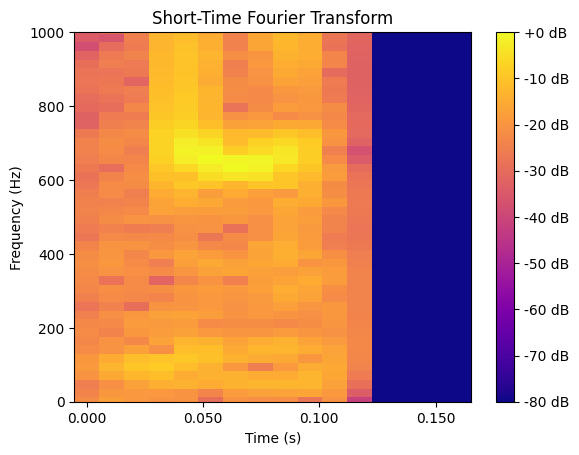 Short-Time Fourier Transform
1000
800
600
400
200
0
Frequency (Hz)
0.000
0.050
0.100
0.150
Time (s)
+0 dB
-10 dB
-20 dB
-30 dB
-40 dB
-50 dB
-60 dB
-70 dB
-80 dB